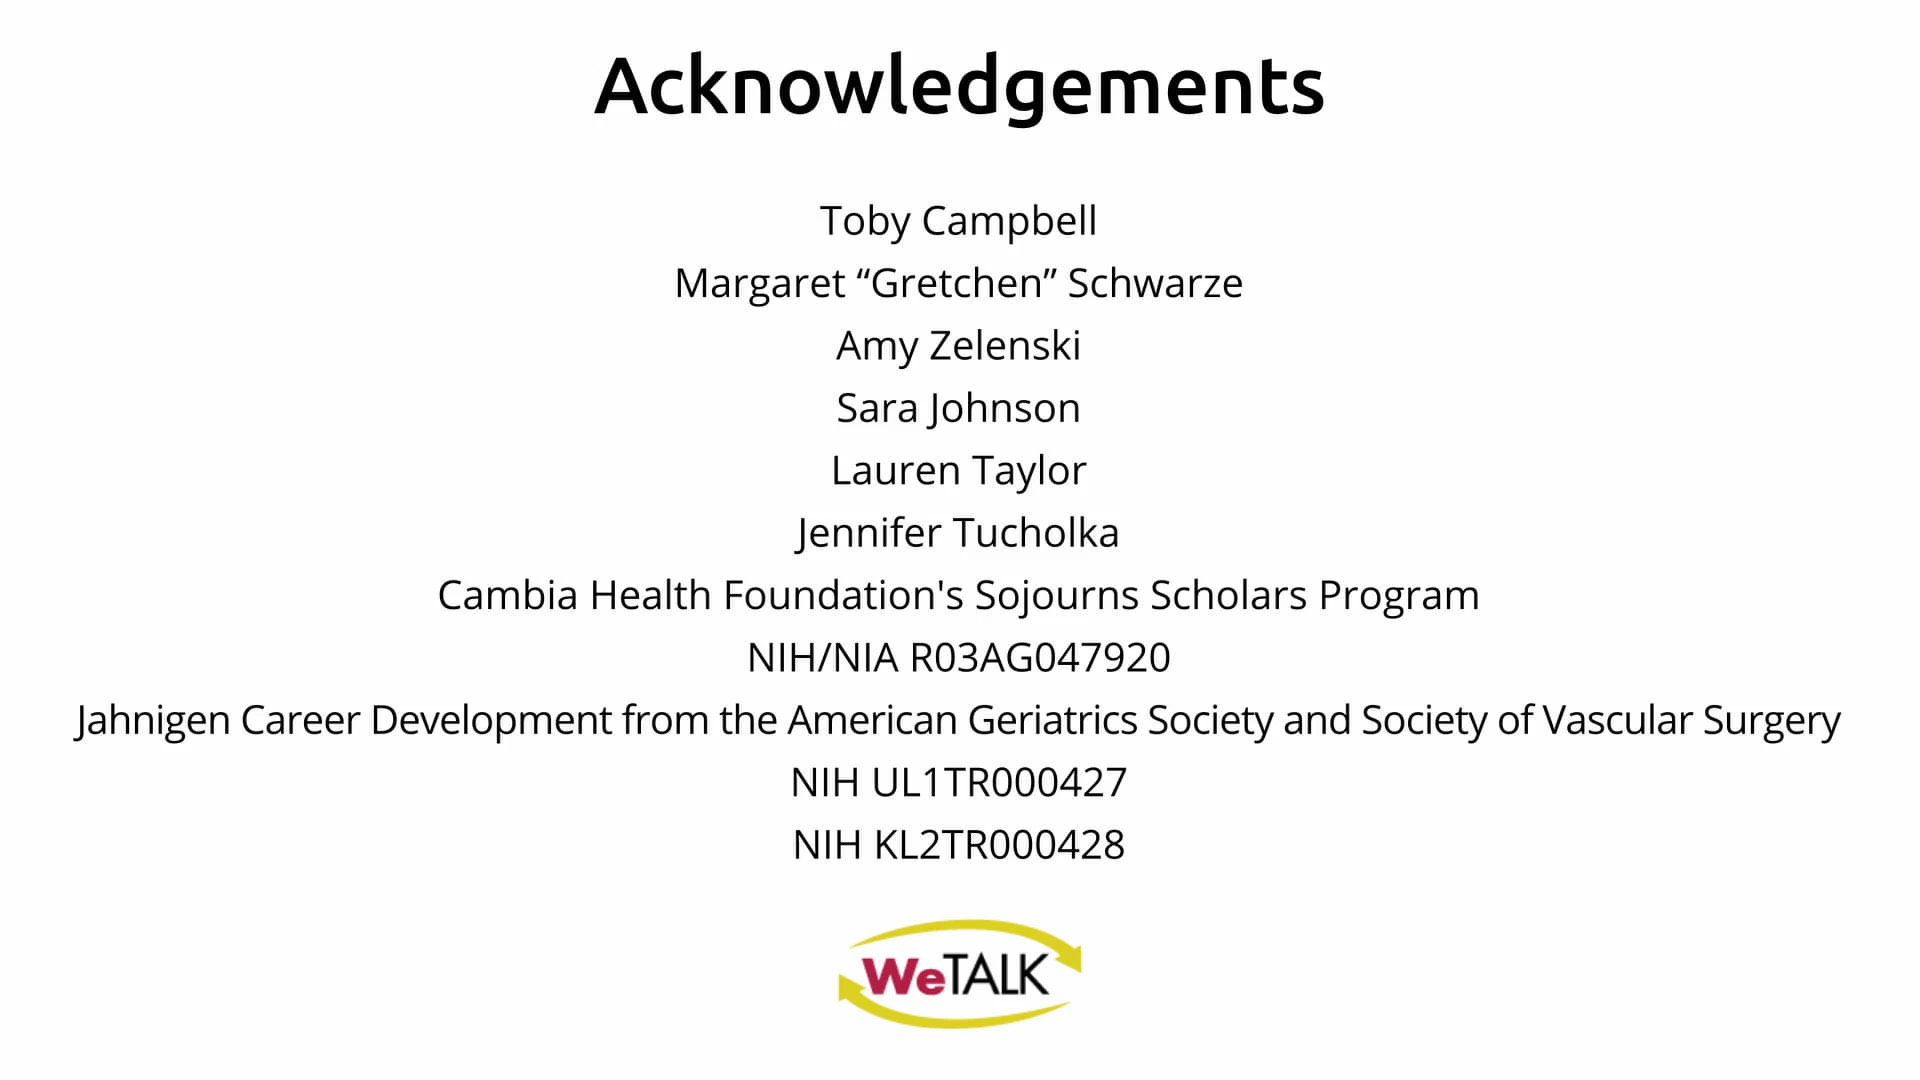 Acknowledgements
Toby Campbell
Margaret “Gretchen” Schwarze
Amy Zelenski
Sara Johnson
Lauren Taylor
Jennifer Tucholka
Cambia Health Foundation's Sojourns Scholars Program
NIH/NIA R03AG047920
Jahnigen Career Development from the American Geriatrics Society and Society of Vascular Surgery
NIH UL1TR000427
NIH KL2TR000428
WeTALK